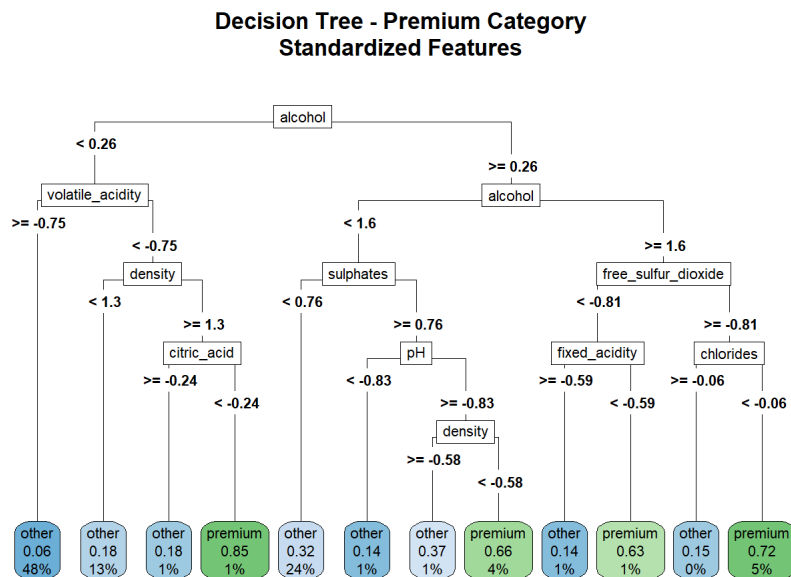 Decision Tree - Premium Category
Standardized Features
alcohol
< 0.26
>= 0.26
volatile_acidity
alcohol
>= -0.75
< 1.6
< -0.75
>= 1.6
density
sulphates
free_sulfur_dioxide
< 1.3
< 0.76
< -0.81
>= 1.3
>= 0.76
>= -0.81
citric_acid
pH
fixed_acidity
chlorides
>= -0.24
< -0.83
>= -0.59
>= -0.06
< -0.24
>= -0.83
< -0.59
< -0.06
density
>= -0.58
< -0.58
other
0.06
48%
other
0.18
13%
other
0.18
1%
premium
0.85
1%
other
0.32
24%
other
0.14
1%
other
0.37
1%
premium
0.66
4%
other
0.14
1%
premium
0.63
1%
other
0.15
0%
premium
0.72
5%